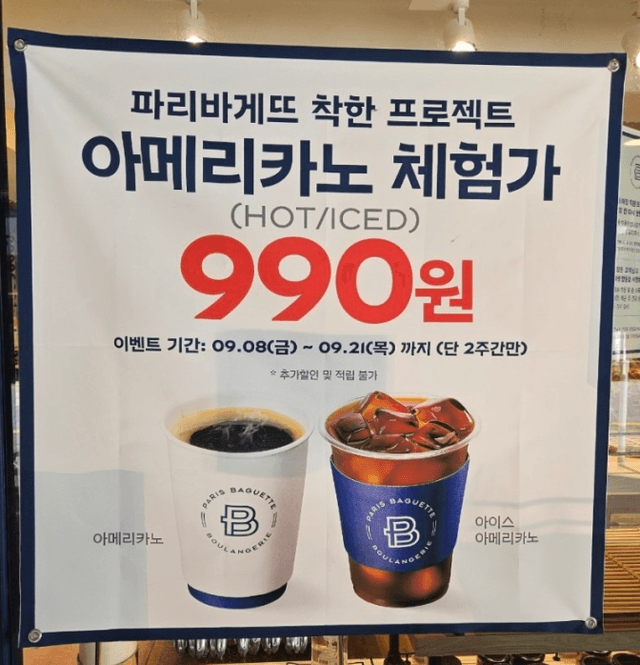 파리바게뜨 착한 프로젝트
아메리카노 체험가
(HOT/ICED)
990원
이벤트 기간: 09.08(금) ~ 09.21(목) 까지 (단 2주간만)
※ 추가할인 및 적립 불가
아메리카노
PARIS BAGUETTE
B
BOULANGERIE
PARIS BAGUETTE
B
BOULANGERIE
아이스
아메리카노